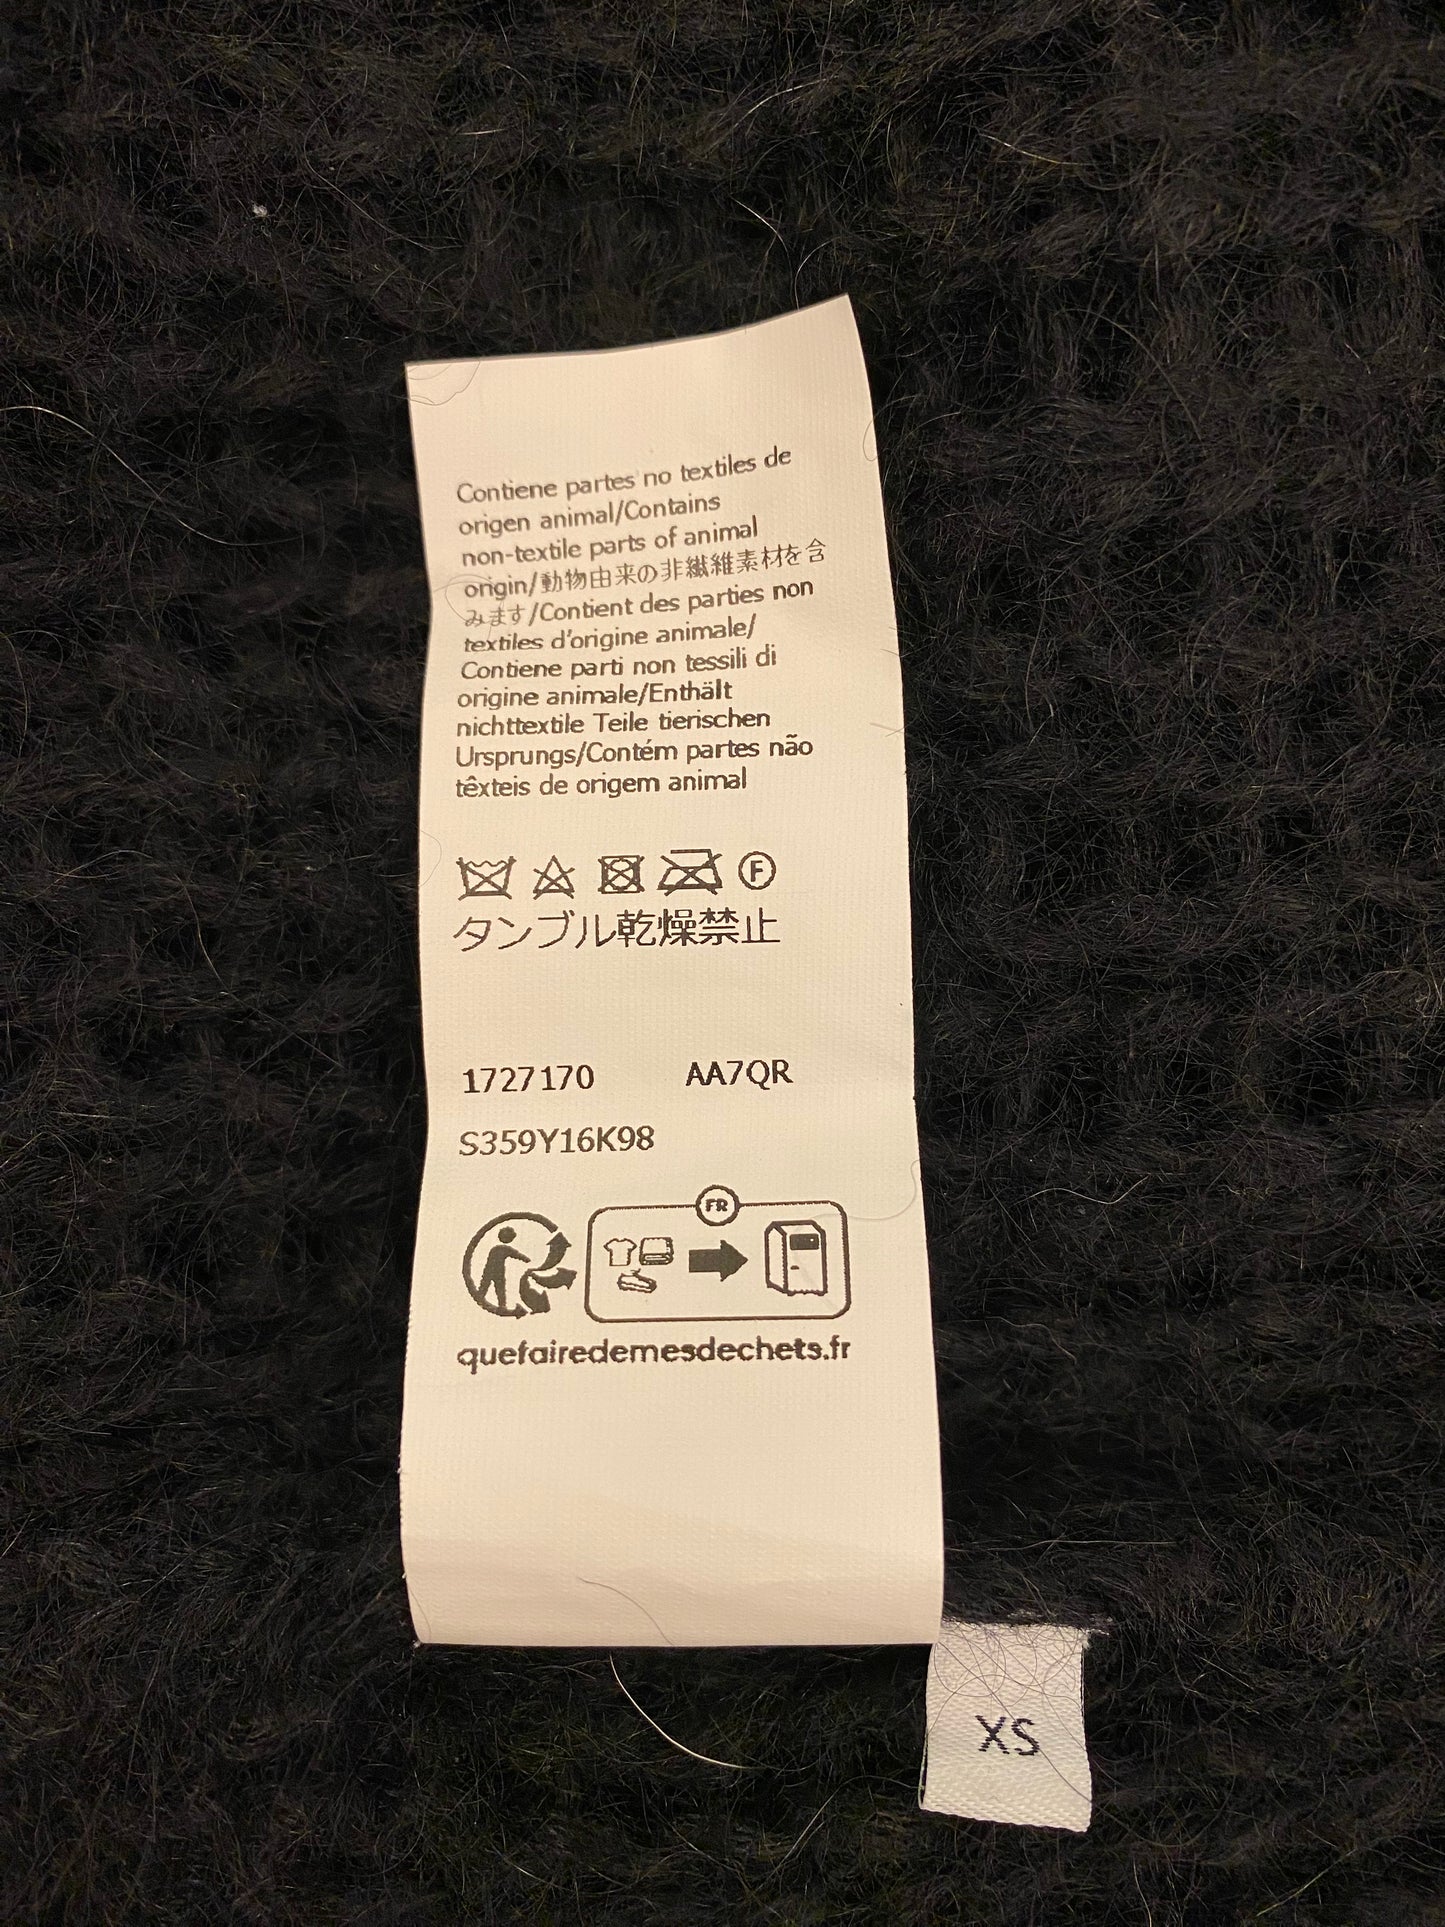 Contiene partes no textiles de
origen animal/Contains
non-textile parts of animal
origin/動物由来の非繊維素材を含
みます/Contient des parties non
textiles d'origine animale/
Contiene parti non tessili di
origine animale/Enthält
nichttextile Teile tierischen
Ursprungs/Contém partes não
têxteis de origem animal
F
タンブル乾燥禁止
1727170 AA7QR
S359Y16K98
FR
quefairedemesdechets.fr
XS